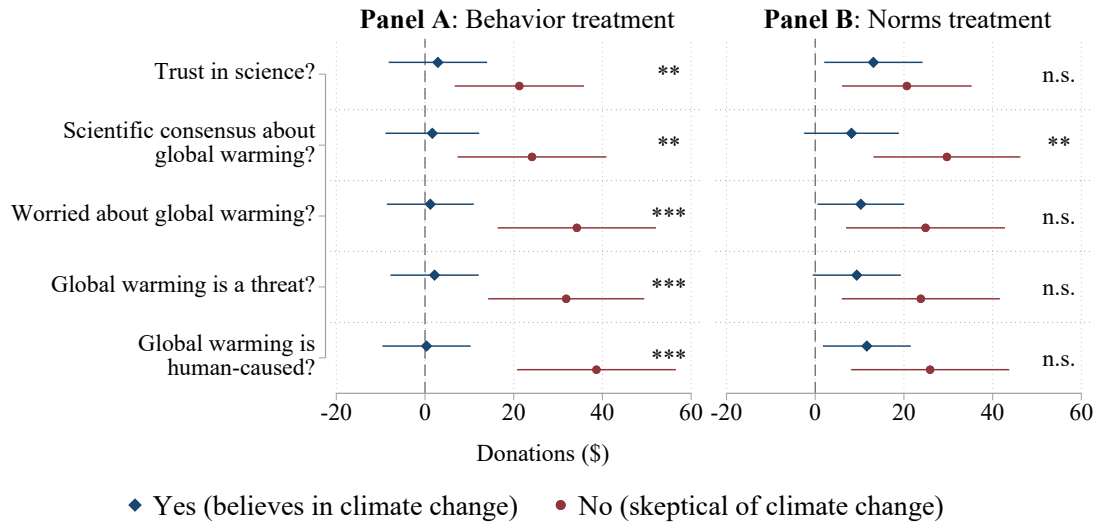 Panel A: Behavior treatment
Panel B: Norms treatment
Trust in science?
**
n.s.
Scientific consensus about
global warming?
**
**
Worried about global warming?
***
n.s.
Global warming is a threat?
***
n.s.
Global warming is
human-caused?
***
n.s.
-20 0 20 40 60
-20 0 20 40 60
Donations ($)
Yes (believes in climate change)
No (skeptical of climate change)